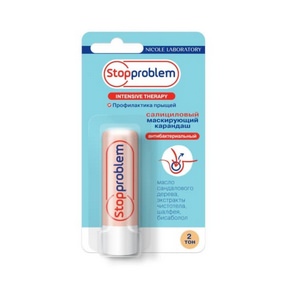 NICOLE LABORATORY
Stopproblem
INTENSIVE THERAPY
Профилактика прыщей
салициловый
маскирующий
карандаш
антибактериальный
Stopproblem
масло
сандалового
дерева,
экстракты
чистотела,
шалфея,
бисаболол
2
тон